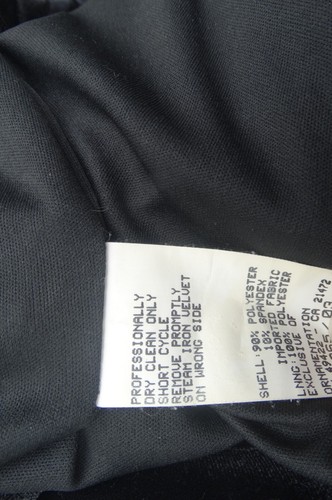 PROFESSIONALLY
DRY CLEAN ONLY
SHORT CYCLE
REMOVE PROMPTLY
STEAM IRON VELVET
ON WRONG SIDE
SHELL: 90% POLYESTER
10% SPANDEX
IMPORTED FABRIC
LNNG: 100% POLYESTER
EXCLUSIVE OF
ORNAMENTATION
CA 21472